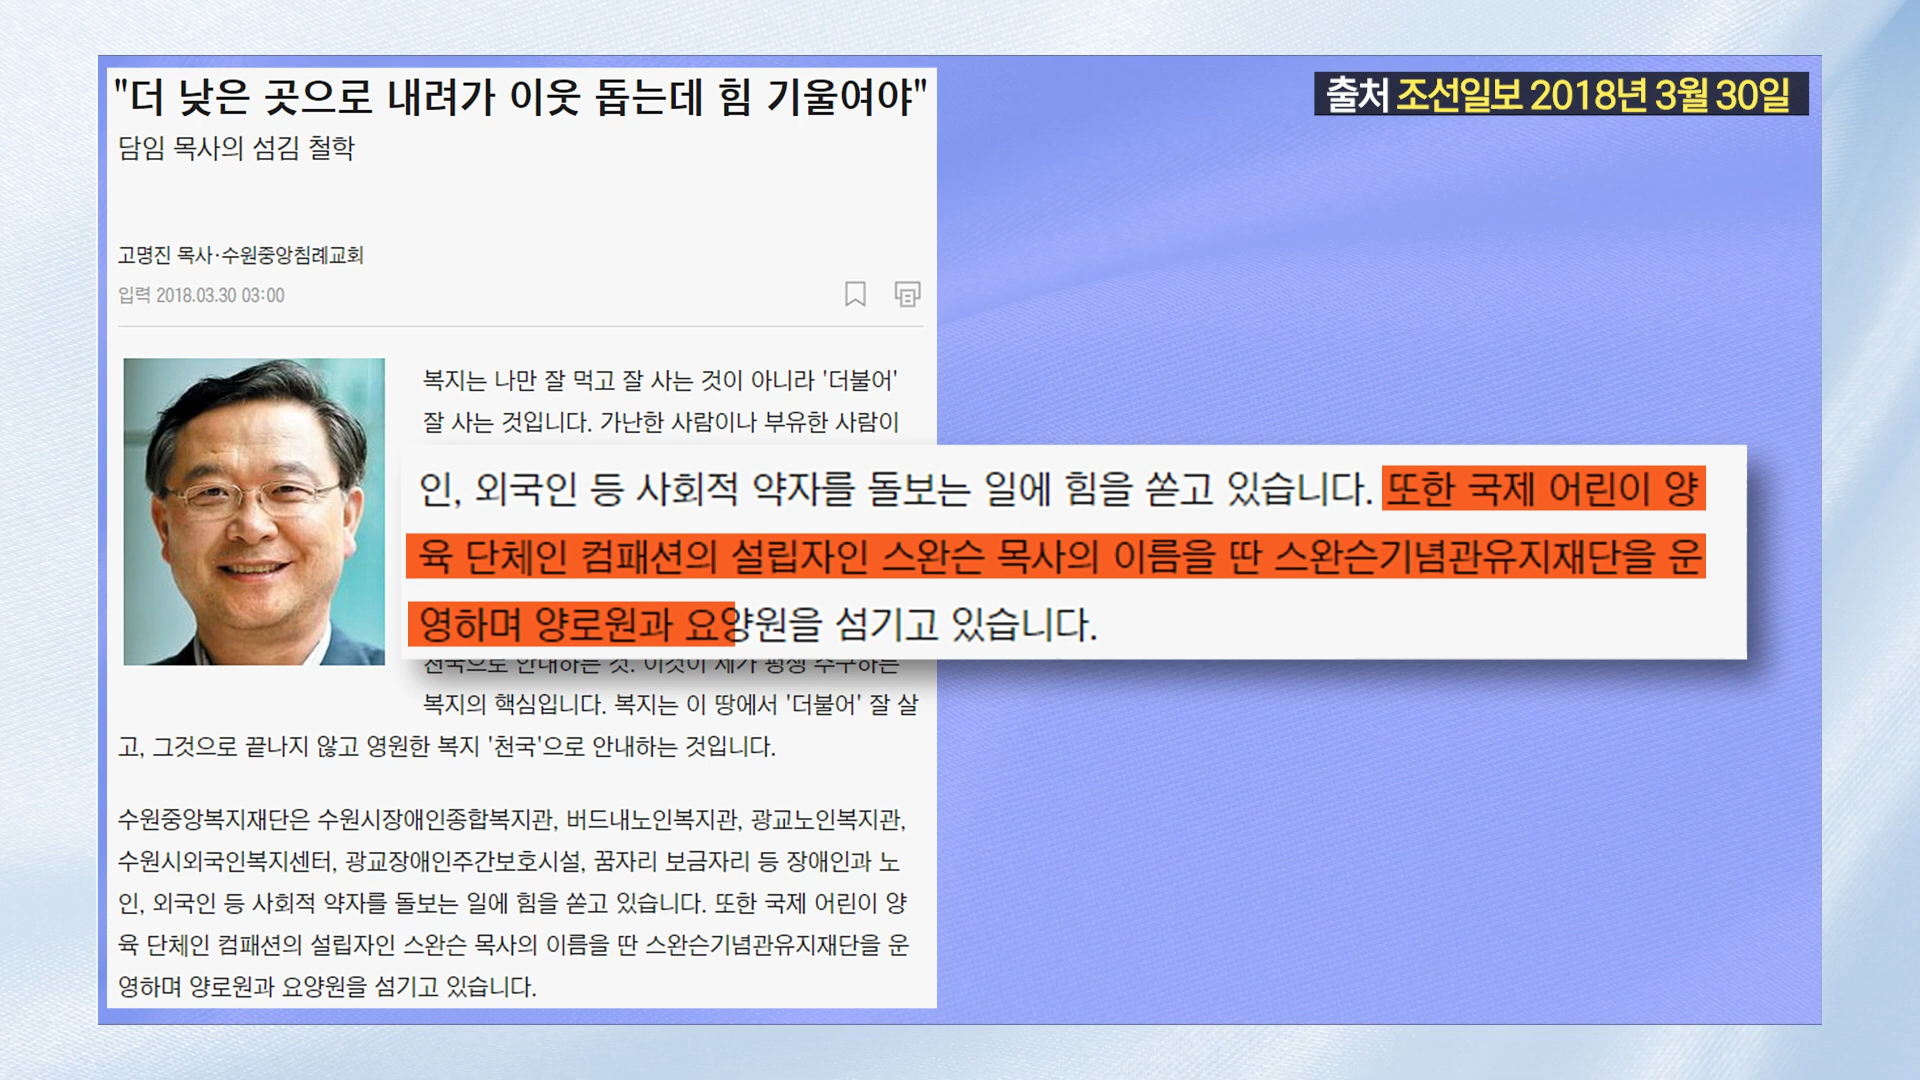 "더 낮은 곳으로 내려가 이웃 돕는데 힘 기울여야"
담임 목사의 섬김 철학
고명진 목사·수원중앙침례교회
입력 2018.03.30 03:00
출처 조선일보 2018년 3월 30일
복지는 나만 잘 먹고 잘 사는 것이 아니라 '더불어'
잘 사는 것입니다. 가난한 사람이나 부유한 사람이
인, 외국인 등 사회적 약자를 돌보는 일에 힘을 쏟고 있습니다. 또한 국제 어린이 양
육 단체인 컴패션의 설립자인 스완슨 목사의 이름을 딴 스완슨기념관유지재단을 운
영하며 양로원과 요양원을 섬기고 있습니다.
천국으로 안내하는 것. 이것이 제가 평생 추구하는
복지의 핵심입니다. 복지는 이 땅에서 '더불어' 잘 살
고, 그것으로 끝나지 않고 영원한 복지 '천국'으로 안내하는 것입니다.
수원중앙복지재단은 수원시장애인종합복지관, 버드내노인복지관, 광교노인복지관,
수원시외국인복지센터, 광교장애인주간보호시설, 꿈자리 보금자리 등 장애인과 노
인, 외국인 등 사회적 약자를 돌보는 일에 힘을 쏟고 있습니다. 또한 국제 어린이 양
육 단체인 컴패션의 설립자인 스완슨 목사의 이름을 딴 스완슨기념관유지재단을 운
영하며 양로원과 요양원을 섬기고 있습니다.